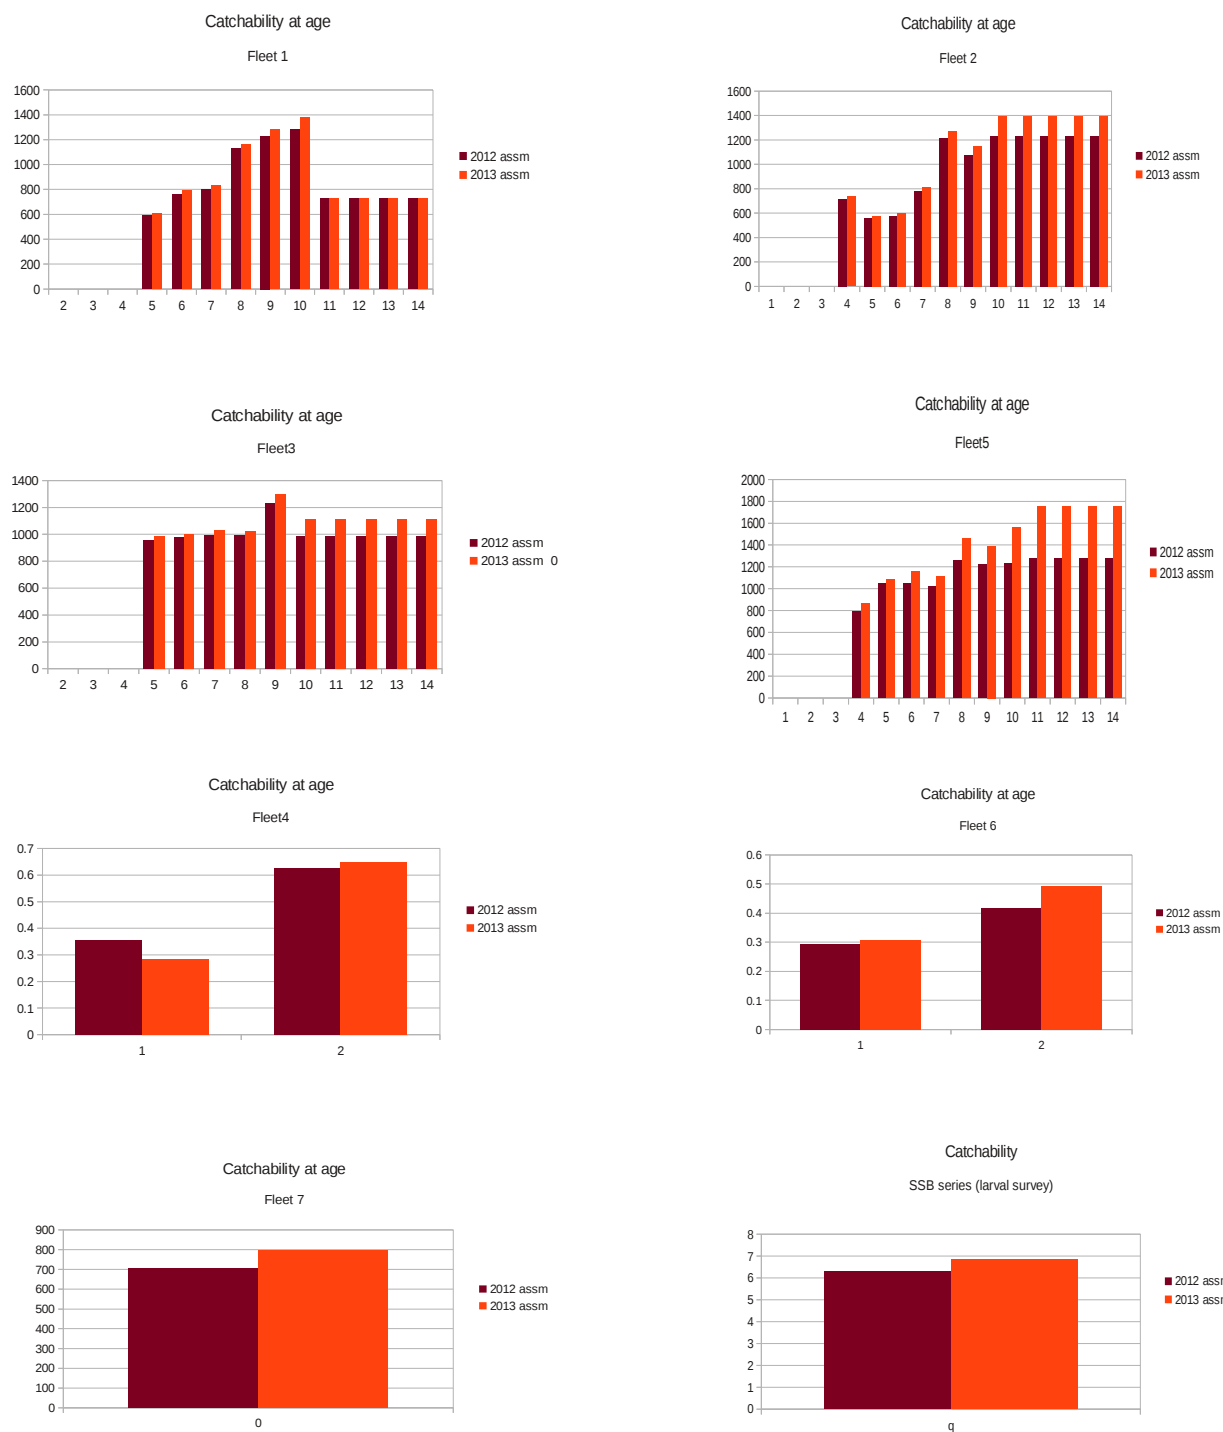 Catchability at age
Fleet 1
1600
1400
1200
1000
800
600
400
200
0
2 3 4 5 6 7 8 9 10 11 12 13 14
2012 assm
2013 assm
Catchability at age
Fleet 2
1600
1400
1200
1000
800
600
400
200
0
1 2 3 4 5 6 7 8 9 10 11 12 13 14
2012 assm
2013 assm
Catchability at age
Fleet3
1400
1200
1000
800
600
400
200
0
2 3 4 5 6 7 8 9 10 11 12 13 14
2012 assm
2013 assm 0
Catchability at age
Fleet5
2000
1800
1600
1400
1200
1000
800
600
400
200
0
1 2 3 4 5 6 7 8 9 10 11 12 13 14
2012 assm
2013 assm
Catchability at age
Fleet4
0.7
0.6
0.5
0.4
0.3
0.2
0.1
0
1 2
2012 assm
2013 assm
Catchability at age
Fleet 6
0.6
0.5
0.4
0.3
0.2
0.1
0
1 2
2012 assm
2013 assm
Catchability at age
Fleet 7
900
800
700
600
500
400
300
200
100
0
0
2012 assm
2013 assm
Catchability
SSB series (larval survey)
8
7
6
5
4
3
2
1
0
q
2012 assm
2013 assm